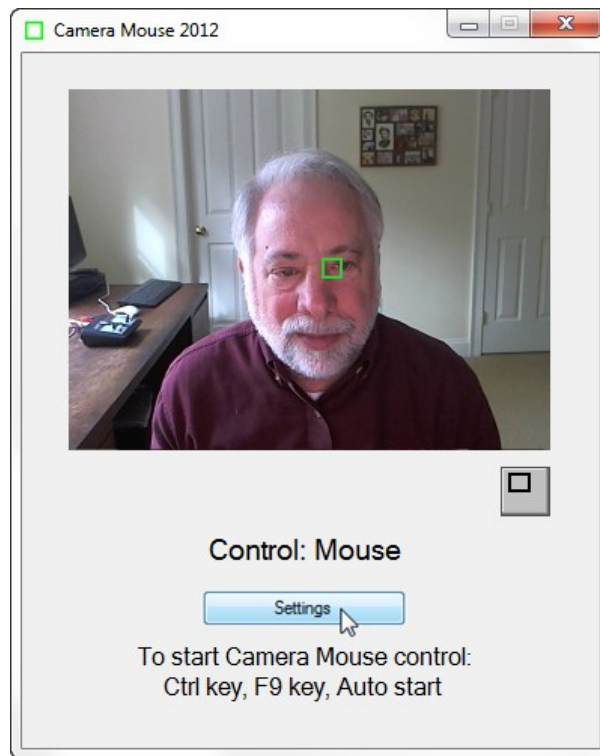 Camera Mouse 2012
Control: Mouse
Settings
To start Camera Mouse control:
Ctrl key, F9 key, Auto start